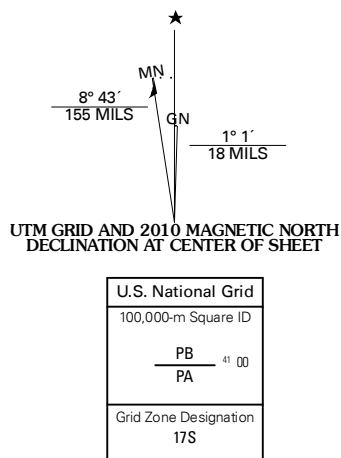 ★
MN
8° 43´
155 MILS
GN
1° 1´
18 MILS
UTM GRID AND 2010 MAGNETIC NORTH
DECLINATION AT CENTER OF SHEET
U.S. National Grid
100,000-m Square ID
PB
41 00
PA
Grid Zone Designation
17S